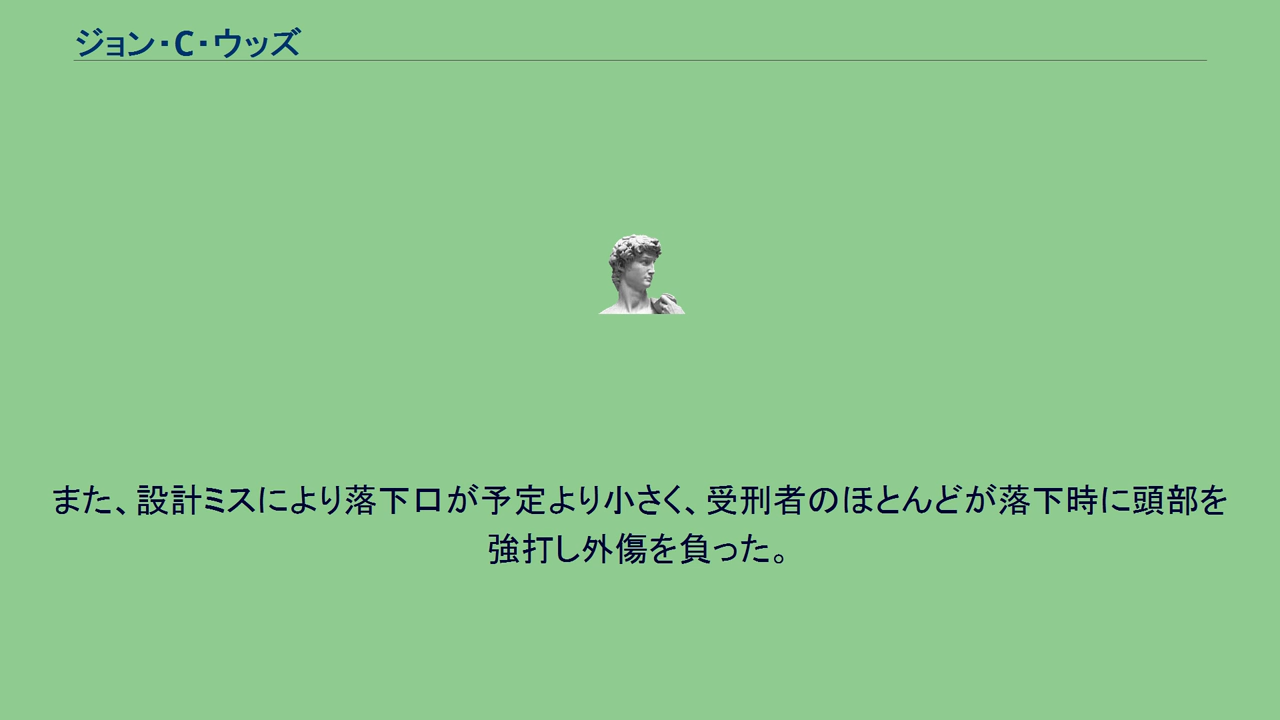 ジョン・C・ウッズ
また、設計ミスにより落下口が予定より小さく、受刑者のほとんどが落下時に頭部を
強打し外傷を負った。